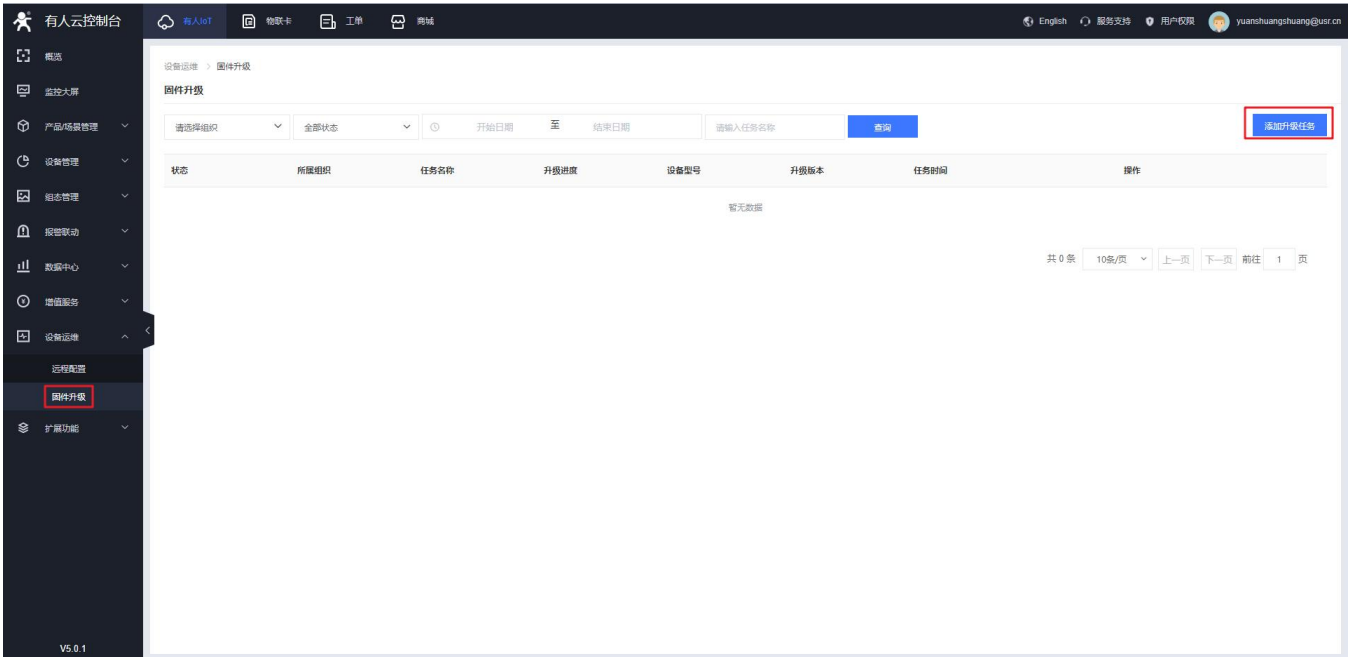 有人云控制台 有人IoT 物联卡 工单 商城 English 服务支持 用户权限 yuanshuangshuang@usr.cn
概览
监控大屏
产品/场景管理
设备管理
组态管理
报警联动
数据中心
增值服务
设备运维
远程配置
固件升级
扩展功能
V5.0.1
设备运维 > 固件升级
固件升级
请选择组织 全部状态 开始日期 至 结束日期 请输入任务名称 查询 添加升级任务
状态 所属组织 任务名称 升级进度 设备型号 升级版本 任务时间 操作
暂无数据
共 0 条 10条/页 上一页 下一页 前往 1 页